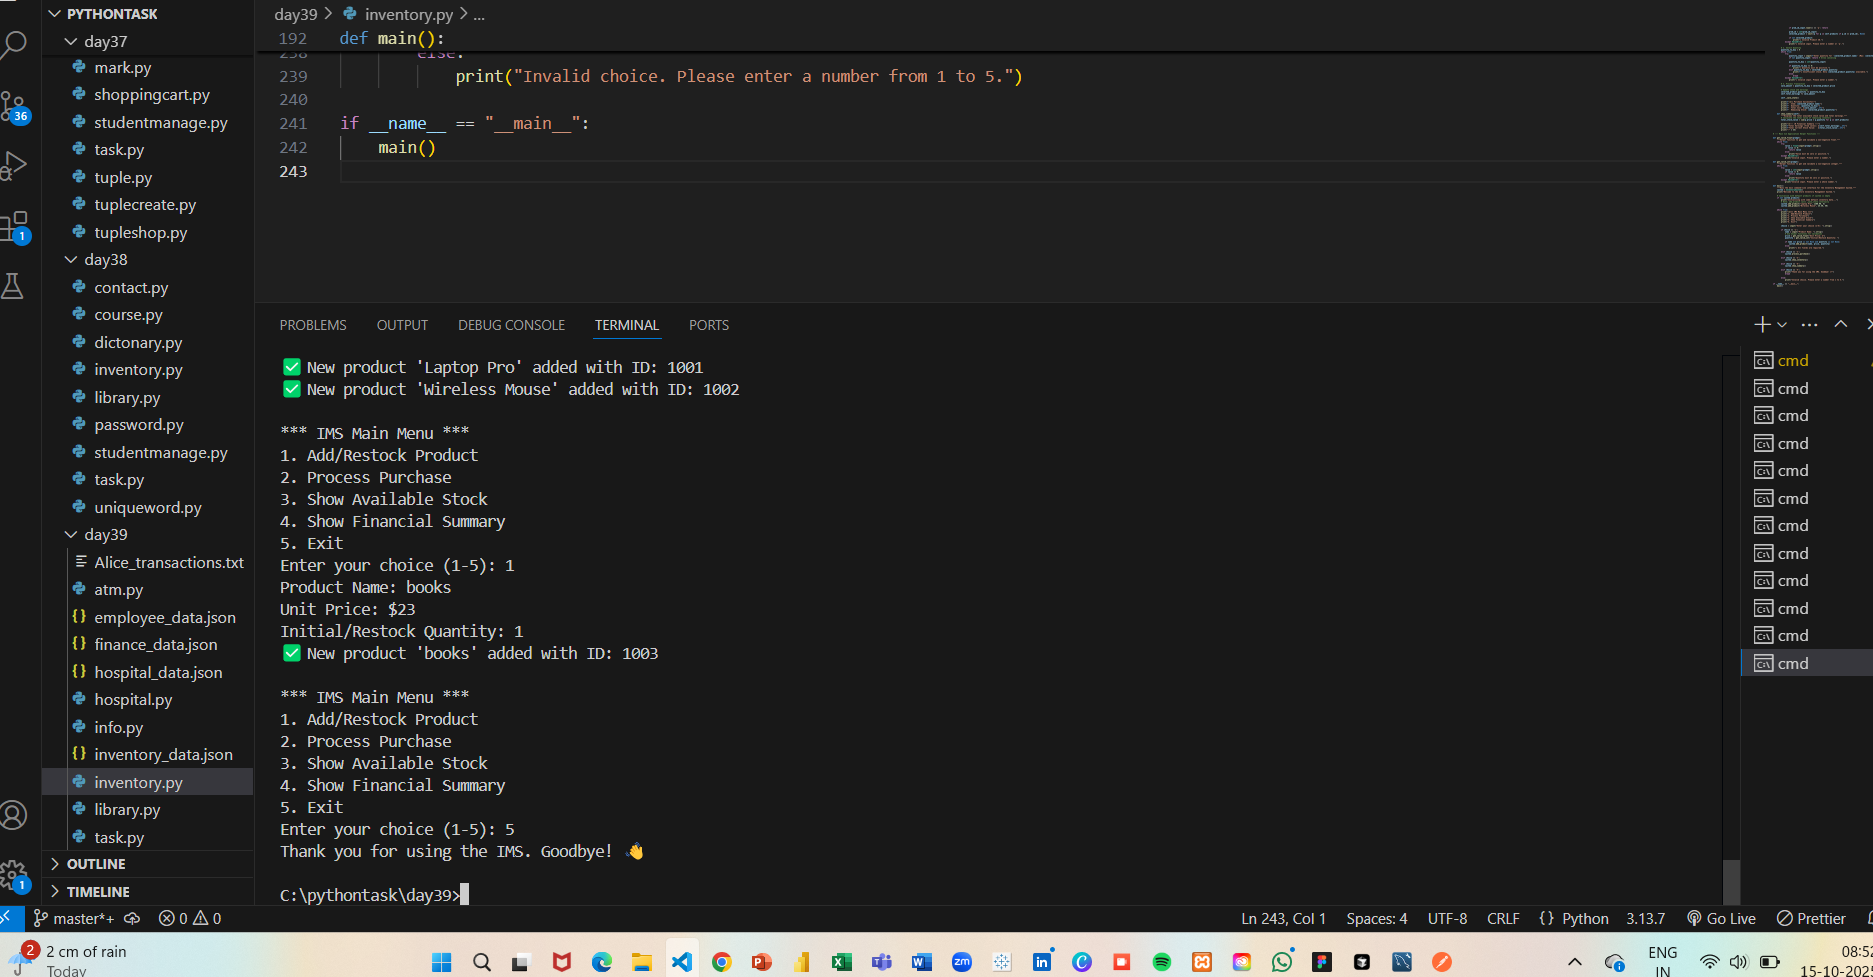 PYTHONTASK
day37
mark.py
shoppingcart.py
studentmanage.py
task.py
tuple.py
tuplecreate.py
tupleshop.py
day38
contact.py
course.py
dictonary.py
inventory.py
library.py
password.py
studentmanage.py
task.py
uniqueword.py
day39
Alice_transactions.txt
atm.py
employee_data.json
finance_data.json
hospital_data.json
hospital.py
info.py
inventory_data.json
inventory.py
library.py
task.py
OUTLINE
TIMELINE
36
1
1
day39 > inventory.py > ...
192 def main():
238 else:
239 print("Invalid choice. Please enter a number from 1 to 5.")
240
241 if __name__ == "__main__":
242 main()
243
PROBLEMS OUTPUT DEBUG CONSOLE TERMINAL PORTS
✅ New product 'Laptop Pro' added with ID: 1001
✅ New product 'Wireless Mouse' added with ID: 1002
*** IMS Main Menu ***
1. Add/Restock Product
2. Process Purchase
3. Show Available Stock
4. Show Financial Summary
5. Exit
Enter your choice (1-5): 1
Product Name: books
Unit Price: $23
Initial/Restock Quantity: 1
✅ New product 'books' added with ID: 1003
*** IMS Main Menu ***
1. Add/Restock Product
2. Process Purchase
3. Show Available Stock
4. Show Financial Summary
5. Exit
Enter your choice (1-5): 5
Thank you for using the IMS. Goodbye! 👋
C:\pythontask\day39>
cmd
cmd
cmd
cmd
cmd
cmd
cmd
cmd
cmd
cmd
cmd
cmd
master*+ 0 0 Ln 243, Col 1 Spaces: 4 UTF-8 CRLF {} Python 3.13.7 Go Live Prettier
2
2 cm of rain
Today
ENG
IN
15-10-202